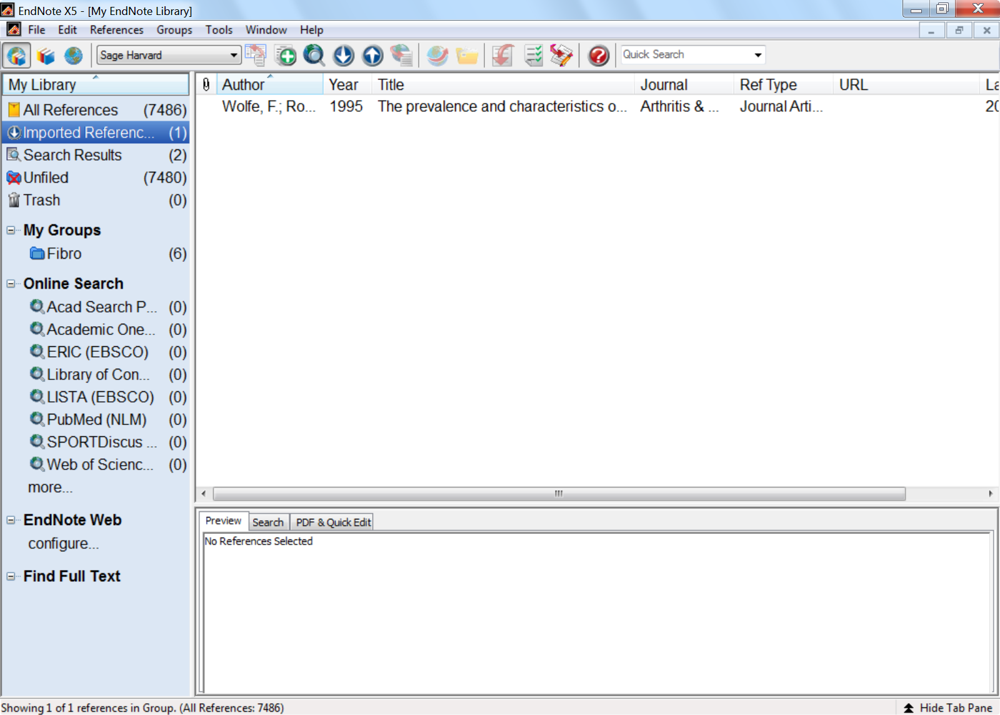 EndNote X5 - [My EndNote Library]
File Edit References Groups Tools Window Help
Sage Harvard
Quick Search
My Library
All References (7486)
Imported Referenc... (1)
Search Results (2)
Unfiled (7480)
Trash (0)
My Groups
Fibro (6)
Online Search
Acad Search P... (0)
Academic One... (0)
ERIC (EBSCO) (0)
Library of Con... (0)
LISTA (EBSCO) (0)
PubMed (NLM) (0)
SPORTDiscus ... (0)
Web of Scienc... (0)
more...
EndNote Web
configure...
Find Full Text
Author Year Title Journal Ref Type URL La
Wolfe, F.; Ro... 1995 The prevalence and characteristics o... Arthritis & ... Journal Arti... 20
Preview Search PDF & Quick Edit
No References Selected
Showing 1 of 1 references in Group. (All References: 7486)
Hide Tab Pane